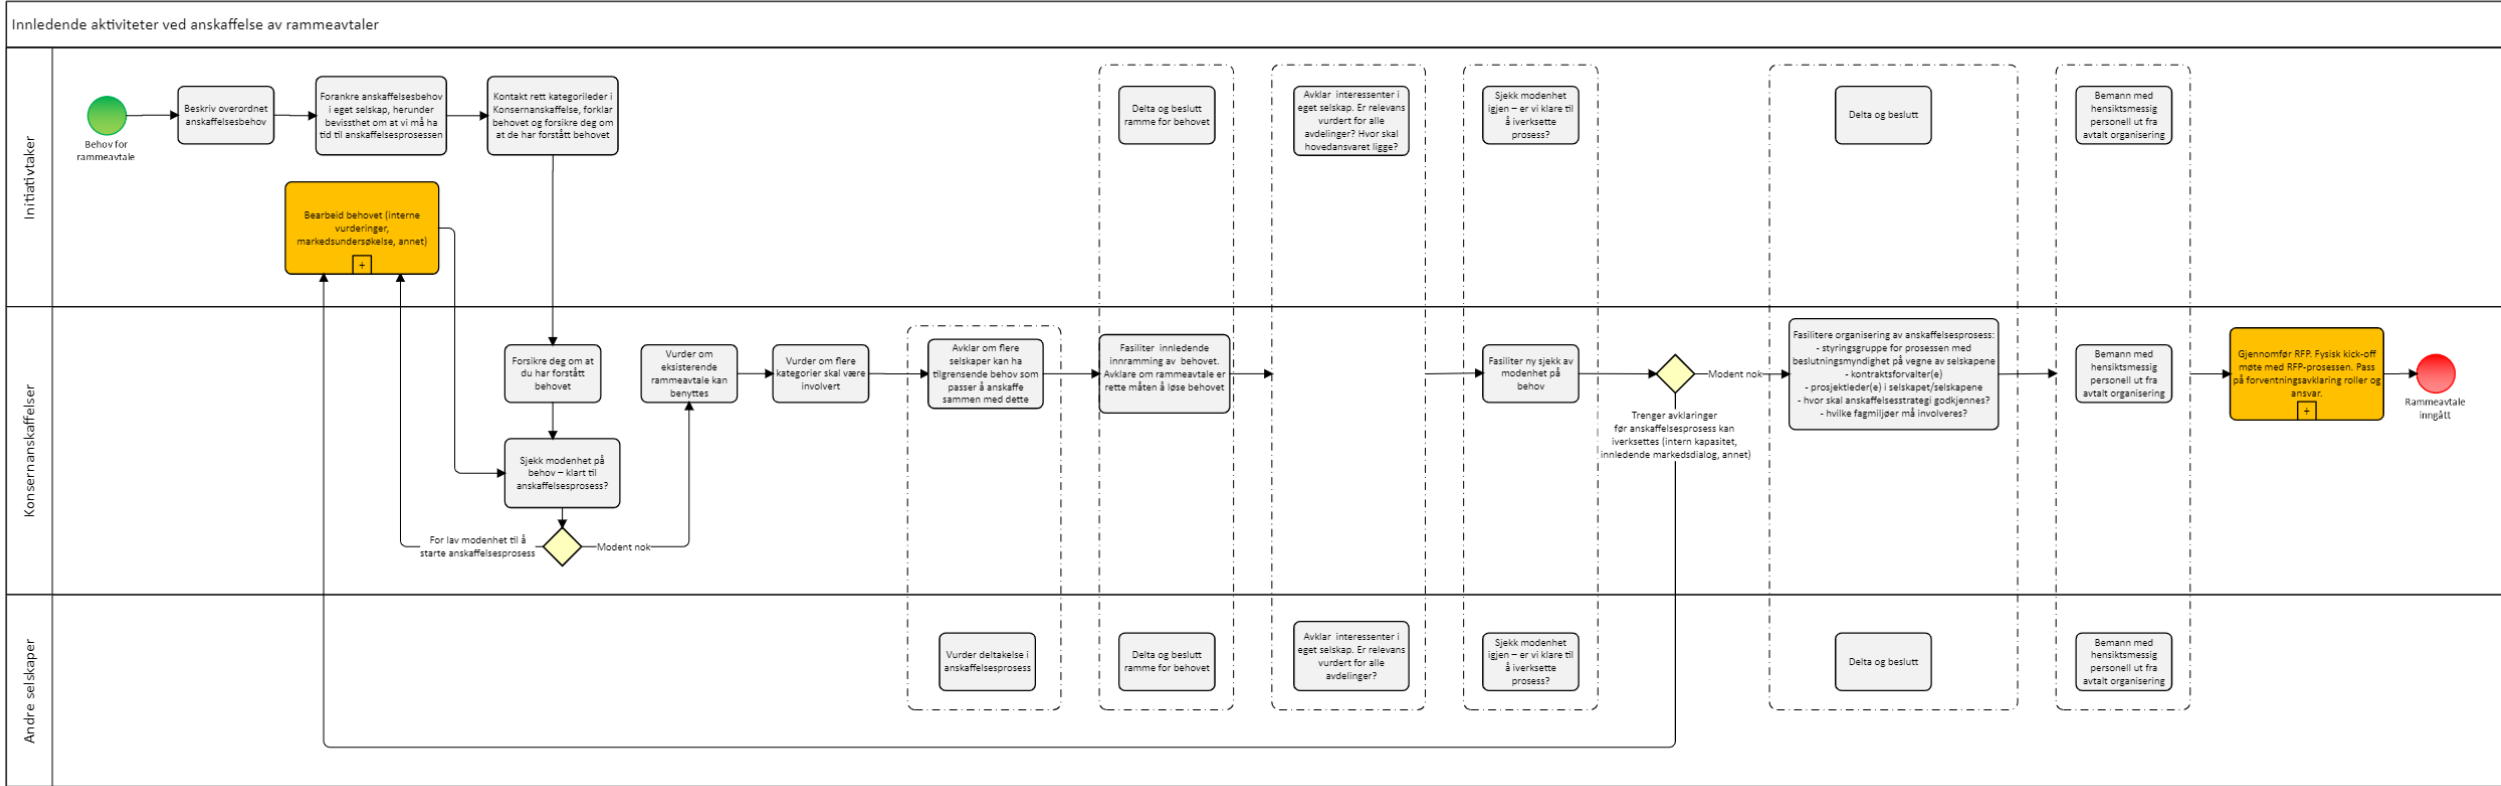 Innledende aktiviteter ved anskaffelse av rammeavtaler
Initiativtaker
Behov for
rammeavtale
Beskriv overordnet
anskaffelsesbehov
Forankre anskaffelsesbehov
i eget selskap, herunder
bevissthet om at vi må ha
tid til anskaffelsesprosessen
Kontakt rett kategorileder i
Konsernanskaffelse, forklar
behovet og forsikre deg om
at de har forstått behovet
Delta og beslutt
ramme for behovet
Avklar interessenter i
eget selskap. Er relevans
vurdert for alle
avdelinger? Hvor skal
hovedansvaret ligge?
Sjekk modenhet
igjen – er vi klare til
å iverksette
prosess?
Delta og beslutt
Bemann med
hensiktsmessig
personell ut fra
avtalt organisering
Bearbeid behovet (interne
vurderinger,
markedsundersøkelse, annet)
+
Konsernanskaffelser
Forsikre deg om at
du har forstått
behovet
Sjekk modenhet på
behov – klart til
anskaffelsesprosess?
For lav modenhet til å
starte anskaffelsesprosess
Modent nok
Vurder om
eksisterende
rammeavtale kan
benyttes
Vurder om flere
kategorier skal være
involvert
Avklar om flere
selskaper kan ha
tilgrensende behov som
passer å anskaffe
sammen med dette
Fasiliter innledende
innramming av behovet.
Avklare om rammeavtale er
rette måten å løse behovet
Fasiliter ny sjekk av
modenhet på
behov
Modent nok
Trenger avklaringer
før anskaffelsesprosess kan
iverksettes (intern kapasitet,
innledende markedsdialog, annet)
Fasilitere organisering av anskaffelsesprosess:
- styringsgruppe for prosessen med
beslutningsmyndighet på vegne av selskapene
- kontraktsforvalter(e)
- prosjektleder(e) i selskapet/selskapene
- hvor skal anskaffelsesstrategi godkjennes?
- hvilke fagmiljøer må involveres?
Bemann med
hensiktsmessig
personell ut fra
avtalt organisering
Gjennomfør RFP. Fysisk kick-off
møte med RFP-prosessen. Pass
på forventningsavklaring roller og
ansvar.
+
Rammeavtale
inngått
Andre selskaper
Vurder deltakelse i
anskaffelsesprosess
Delta og beslutt
ramme for behovet
Avklar interessenter i
eget selskap. Er relevans
vurdert for alle
avdelinger?
Sjekk modenhet
igjen – er vi klare til
å iverksette
prosess?
Delta og beslutt
Bemann med
hensiktsmessig
personell ut fra
avtalt organisering